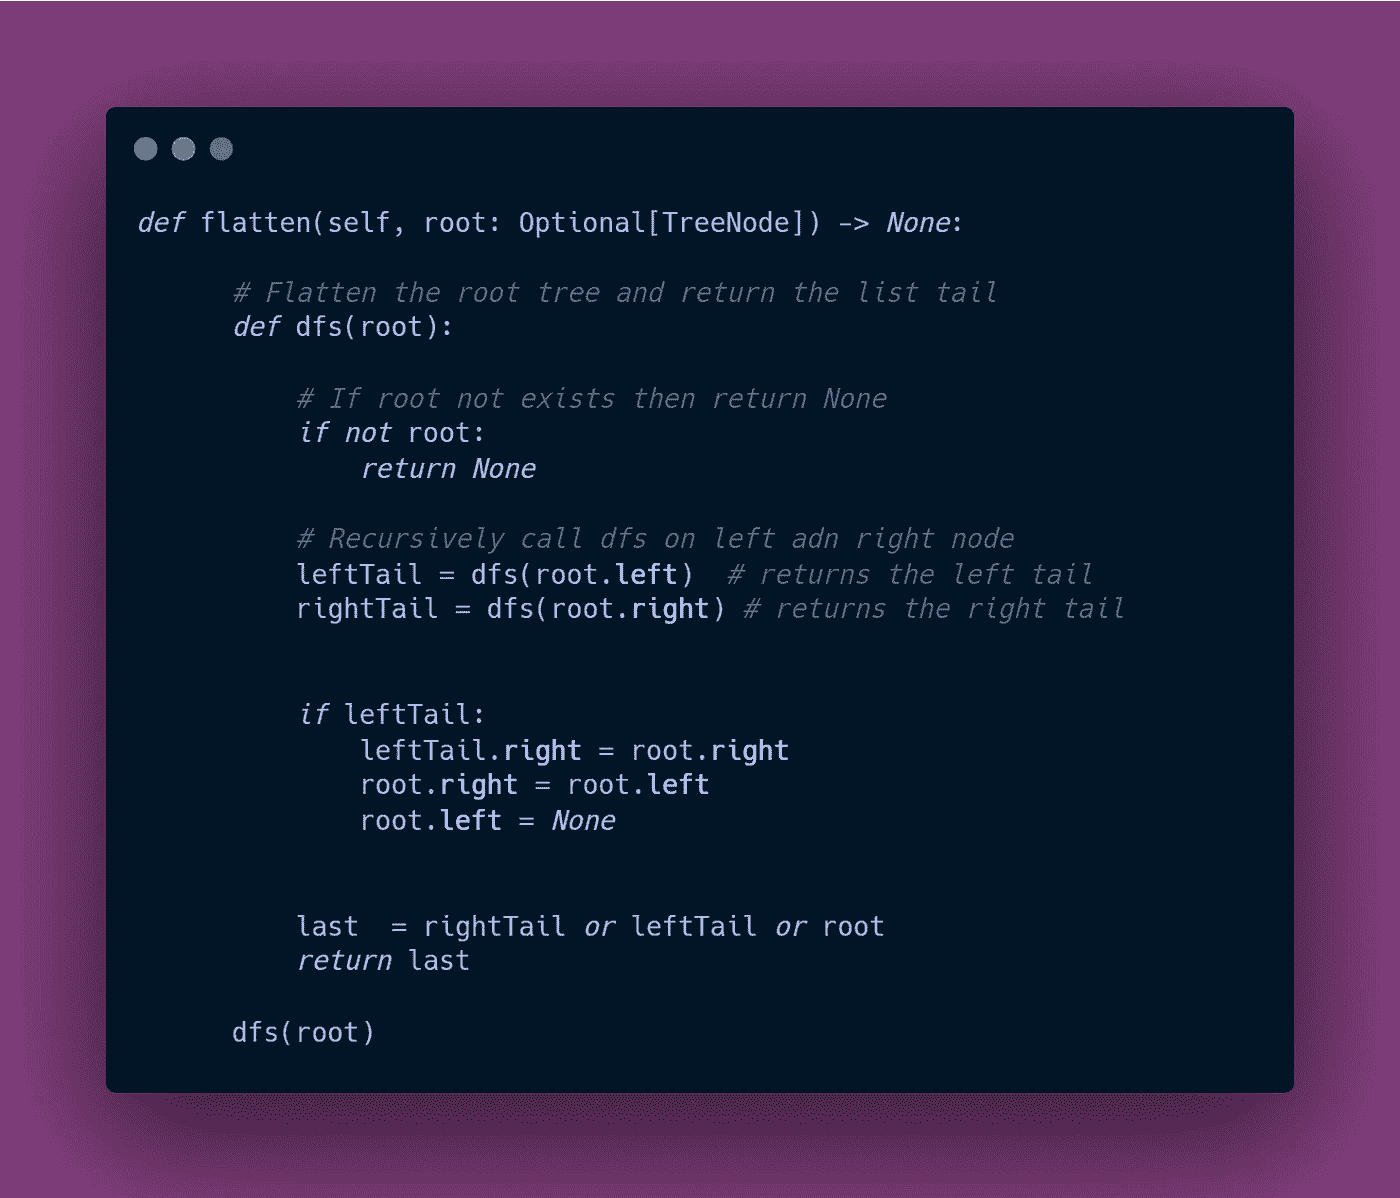 def flatten(self, root: Optional[TreeNode]) -> None:
# Flatten the root tree and return the list tail
def dfs(root):
# If root not exists then return None
if not root:
return None
# Recursively call dfs on left adn right node
leftTail = dfs(root.left)  # returns the left tail
rightTail = dfs(root.right) # returns the right tail
if leftTail:
leftTail.right = root.right
root.right = root.left
root.left = None
last  = rightTail or leftTail or root
return last
dfs(root)